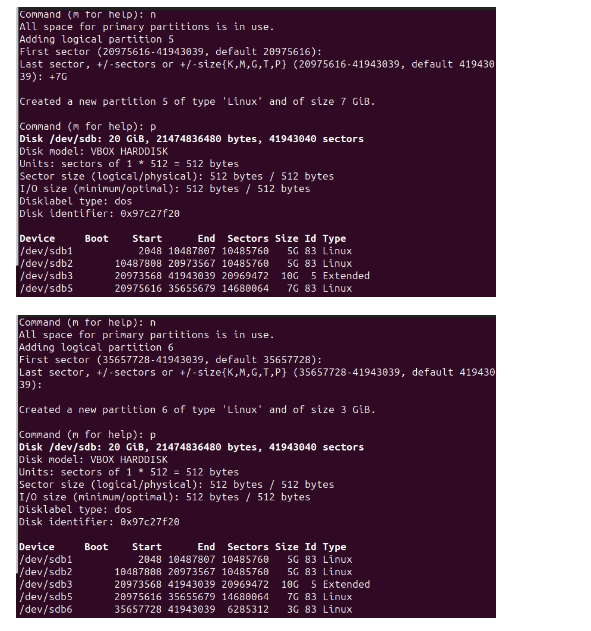 Command (m for help): n
All space for primary partitions is in use.
Adding logical partition 5
First sector (20975616-41943039, default 20975616):
Last sector, +/-sectors or +/-size{K,M,G,T,P} (20975616-41943039, default 419430
39): +7G
Created a new partition 5 of type 'Linux' and of size 7 GiB.
Command (m for help): p
Disk /dev/sdb: 20 GiB, 21474836480 bytes, 41943040 sectors
Disk model: VBOX HARDDISK
Units: sectors of 1 * 512 = 512 bytes
Sector size (logical/physical): 512 bytes / 512 bytes
I/O size (minimum/optimal): 512 bytes / 512 bytes
Disklabel type: dos
Disk identifier: 0x97c27f20
Device Boot Start End Sectors Size Id Type
/dev/sdb1 2048 10487807 10485760 5G 83 Linux
/dev/sdb2 10487808 20973567 10485760 5G 83 Linux
/dev/sdb3 20973568 41943039 20969472 10G 5 Extended
/dev/sdb5 20975616 35655679 14680064 7G 83 Linux
Command (m for help): n
All space for primary partitions is in use.
Adding logical partition 6
First sector (35657728-41943039, default 35657728):
Last sector, +/-sectors or +/-size{K,M,G,T,P} (35657728-41943039, default 419430
39):
Created a new partition 6 of type 'Linux' and of size 3 GiB.
Command (m for help): p
Disk /dev/sdb: 20 GiB, 21474836480 bytes, 41943040 sectors
Disk model: VBOX HARDDISK
Units: sectors of 1 * 512 = 512 bytes
Sector size (logical/physical): 512 bytes / 512 bytes
I/O size (minimum/optimal): 512 bytes / 512 bytes
Disklabel type: dos
Disk identifier: 0x97c27f20
Device Boot Start End Sectors Size Id Type
/dev/sdb1 2048 10487807 10485760 5G 83 Linux
/dev/sdb2 10487808 20973567 10485760 5G 83 Linux
/dev/sdb3 20973568 41943039 20969472 10G 5 Extended
/dev/sdb5 20975616 35655679 14680064 7G 83 Linux
/dev/sdb6 35657728 41943039 6285312 3G 83 Linux